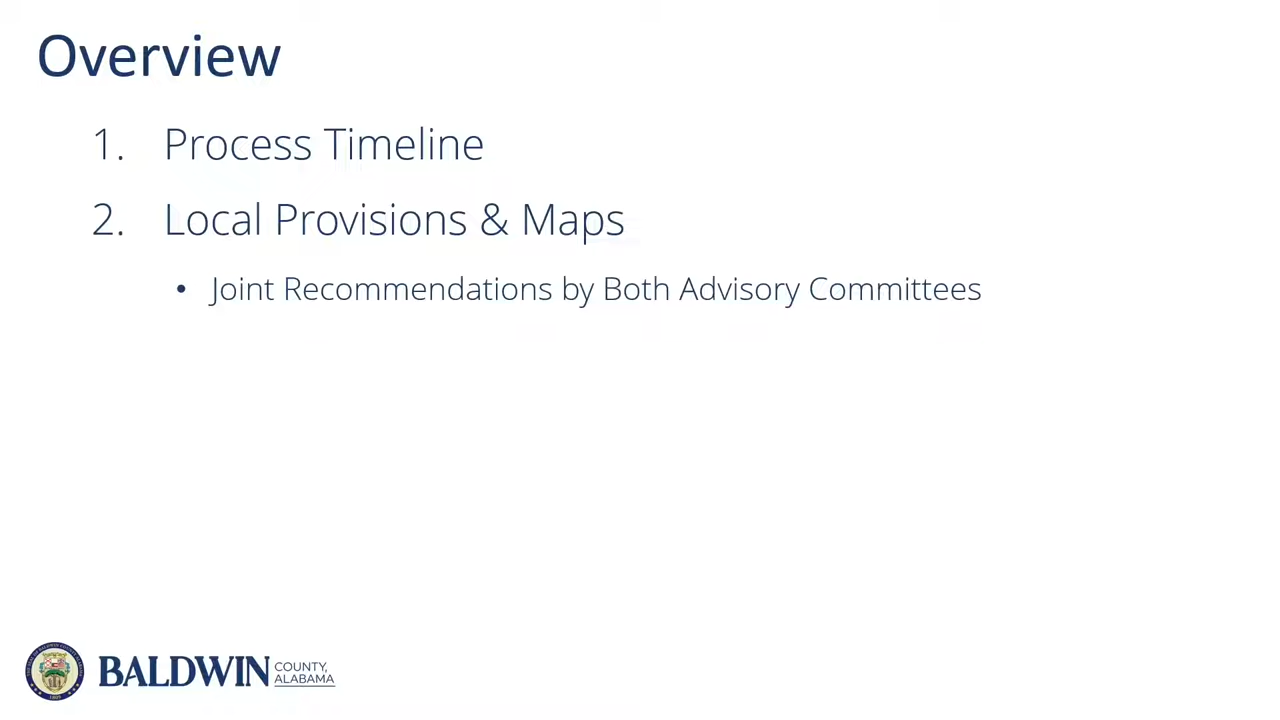 Overview
1. Process Timeline
2. Local Provisions & Maps
• Joint Recommendations by Both Advisory Committees
BALDWIN COUNTY, ALABAMA